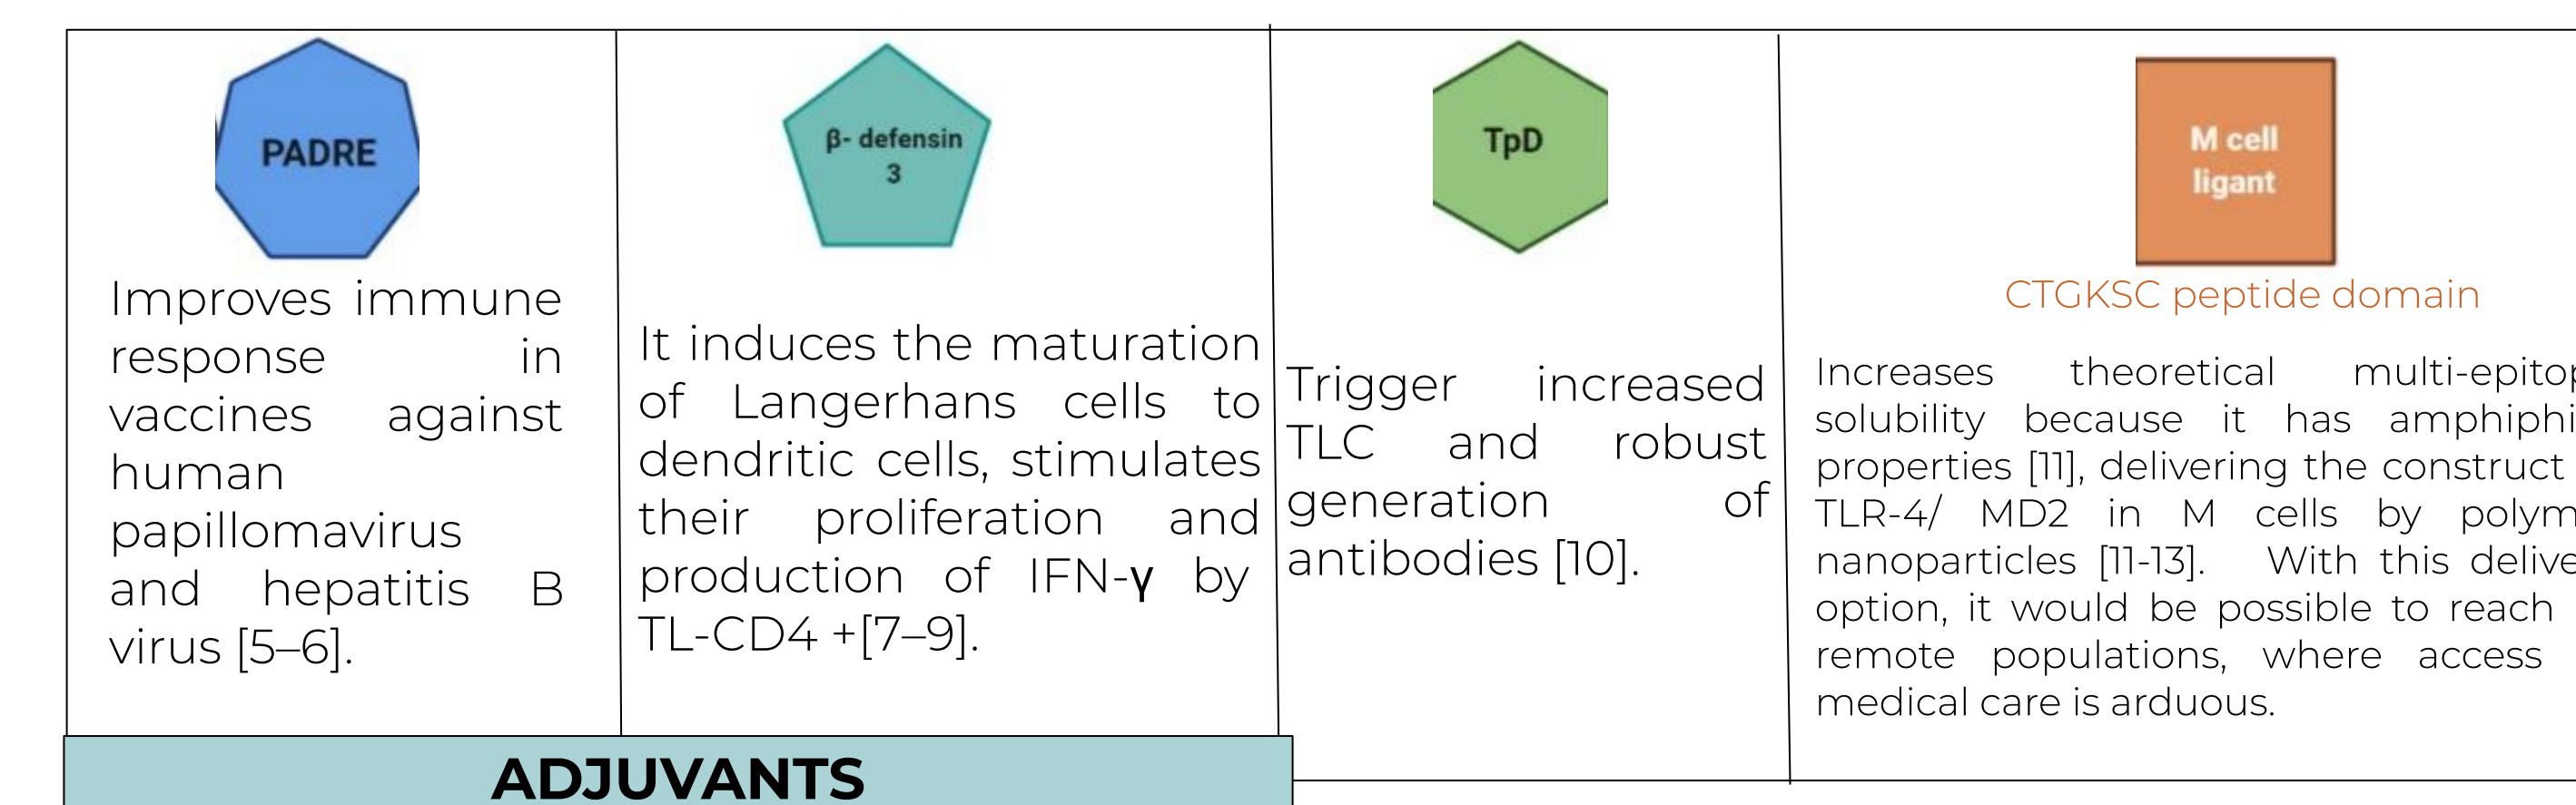 PADRE
Improves immune
response in
vaccines against
human
papillomavirus
and hepatitis B
virus [5–6].
β- defensin
3
It induces the maturation
of Langerhans cells to
dendritic cells, stimulates
their proliferation and
production of IFN-γ by
TL-CD4 +[7–9].
TpD
Trigger increased
TLC and robust
generation of
antibodies [10].
M cell
ligant
CTGKSC peptide domain
Increases theoretical
solubility because it has
properties [11], delivering the construct
TLR-4/ MD2 in M cells by
nanoparticles [11-13]. With this
option, it would be possible to reach
remote populations, where access
medical care is arduous.
ADJUVANTS